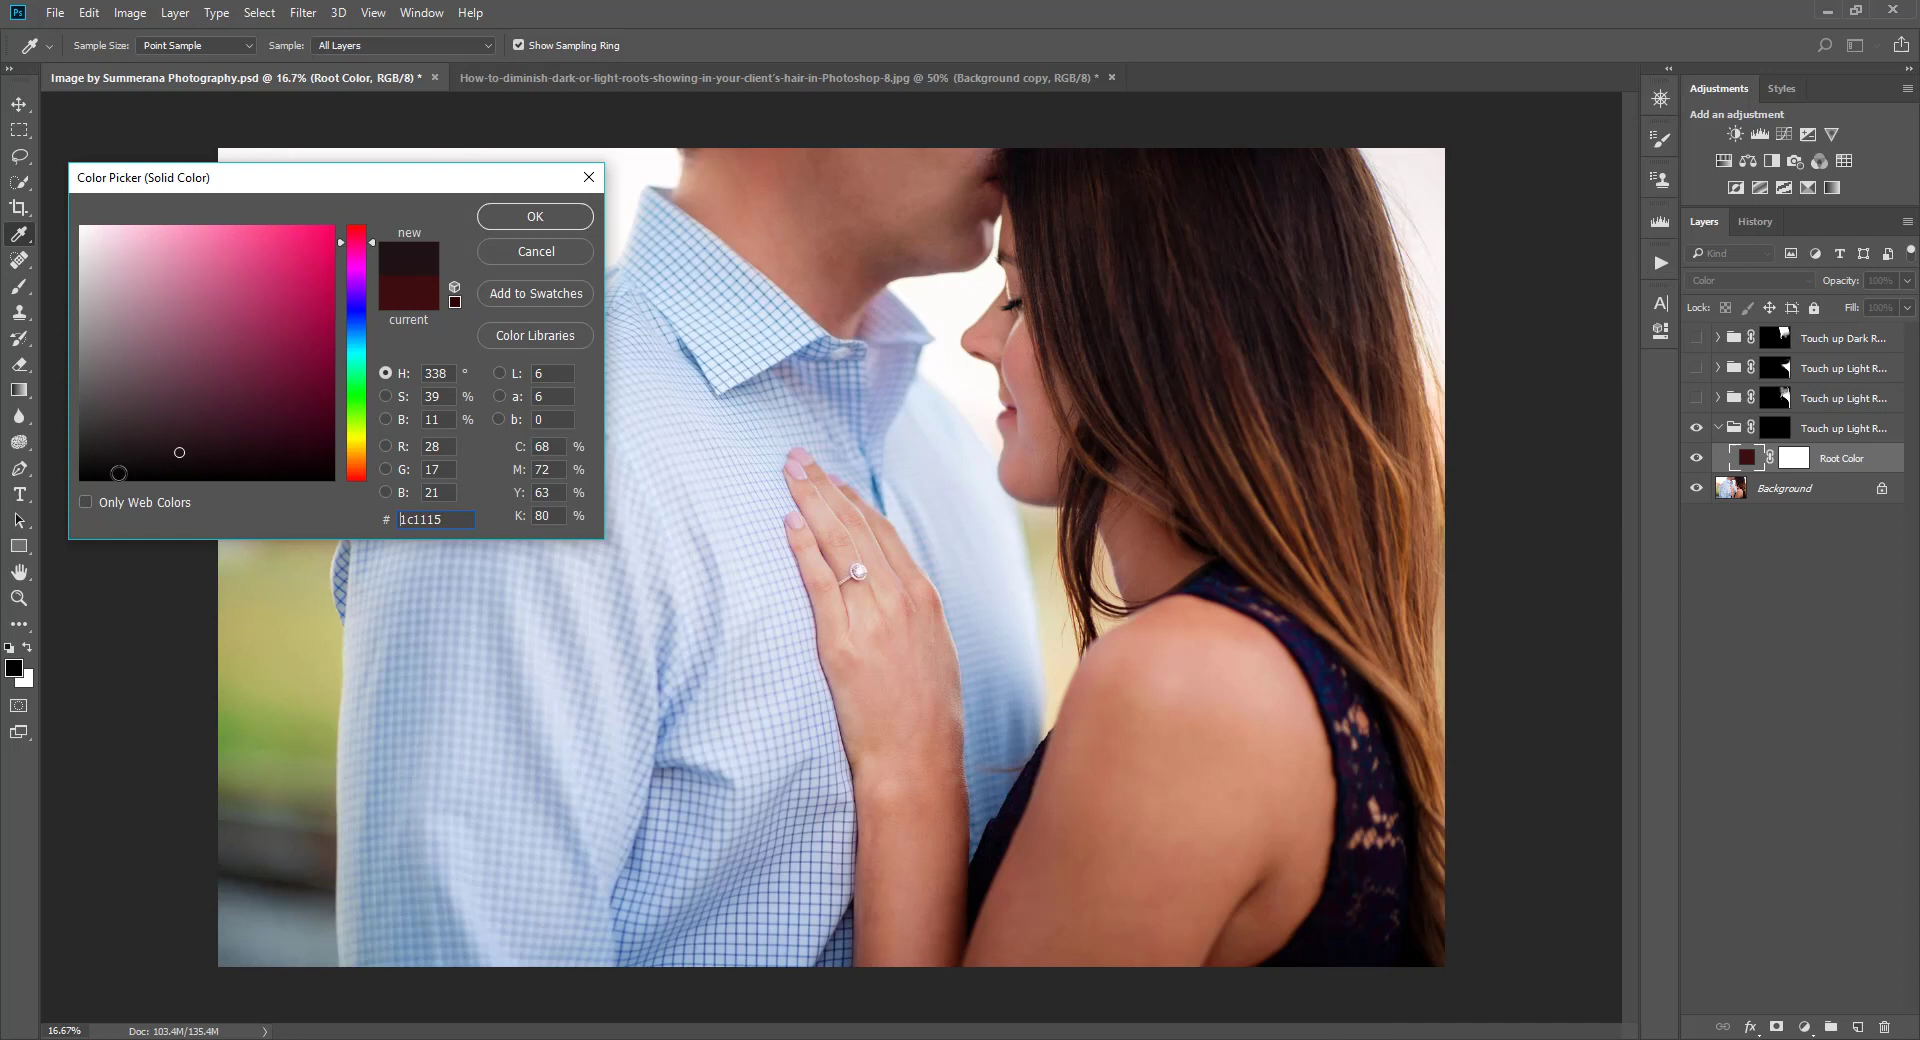 Ps File Edit Image Layer Type Select Filter 3D View Window Help
Sample Size: Point Sample Sample: All Layers Show Sampling Ring
Image by Summerana Photography.psd @ 16.7% (Root Color, RGB/8) * How-to-diminish-dark-or-light-roots-showing-in-your-client's-hair-in-Photoshop-8.jpg @ 50% (Background copy, RGB/8) *
Color Picker (Solid Color)
OK
new
Cancel
Add to Swatches
current
Color Libraries
H: 338 ° L: 6
S: 39 % a: 6
B: 11 % b: 0
R: 28 C: 68 %
G: 17 M: 72 %
B: 21 Y: 63 %
Only Web Colors
# 1c1115 K: 80 %
Adjustments Styles
Add an adjustment
Layers History
Kind
Color Opacity: 100%
Lock: Fill: 100%
Touch up Dark R...
Touch up Light R...
Touch up Light R...
Touch up Light R...
Root Color
Background
16.67% Doc: 103.4M/135.4M